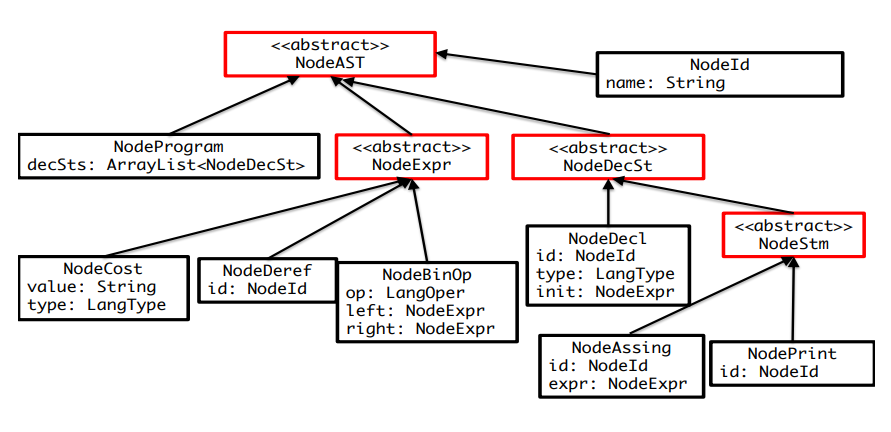 <<abstract>>
NodeAST
NodeId
name: String
NodeProgram
decSts: ArrayList<NodeDecSt>
<<abstract>>
NodeExpr
<<abstract>>
NodeDecSt
<<abstract>>
NodeStm
NodeCost
value: String
type: LangType
NodeDeref
id: NodeId
NodeBinOp
op: LangOper
left: NodeExpr
right: NodeExpr
NodeDecl
id: NodeId
type: LangType
init: NodeExpr
NodeAssing
id: NodeId
expr: NodeExpr
NodePrint
id: NodeId